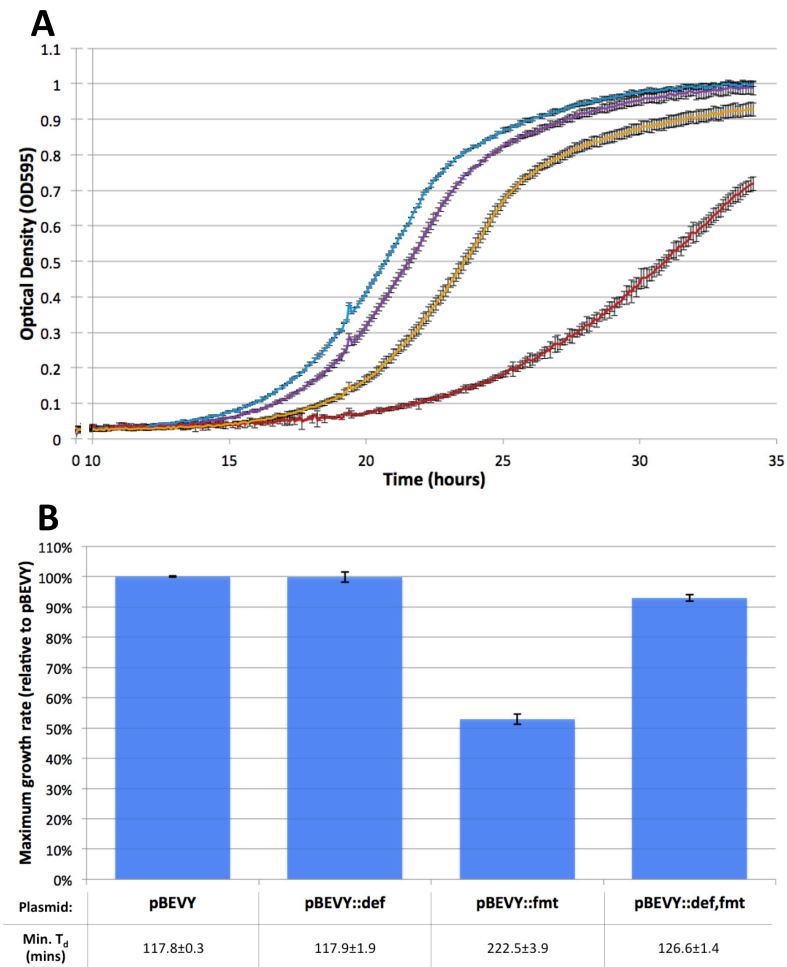 A
1.1
1
0.9
0.8
0.7
0.6
0.5
0.4
0.3
0.2
0.1
0
Optical Density (OD595)
0 10 15 20 25 30 35
Time (hours)
B
110%
100%
90%
80%
70%
60%
50%
40%
30%
20%
10%
0%
Maximum growth rate (relative to pBEVY)
Plasmid: pBEVY pBEVY::def pBEVY::fmt pBEVY::def,fmt
Min. Td
(mins) 117.8±0.3 117.9±1.9 222.5±3.9 126.6±1.4